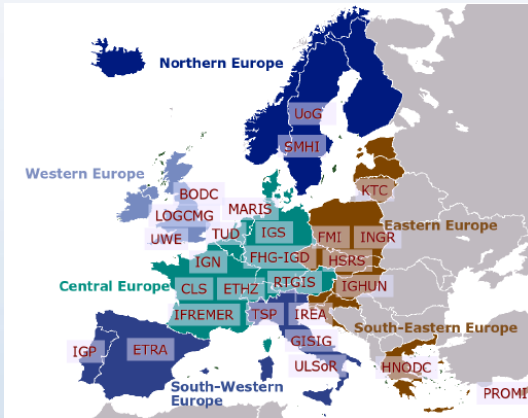 Northern Europe
UoG
SMHI
Western Europe
BODC
KTC
LOGCMG
MARIS
UWE
TUD
IGS
Eastern Europe
FMI
INGR
IGN
FHG-IGD
HSRS
Central Europe
CLS
ETHZ
RTGIS
IGHUN
IFREMER
TSP
IREA
South-Eastern Europe
GISIG
IGP
ETRA
ULSoR
HNODC
South-Western
Europe
PROMI